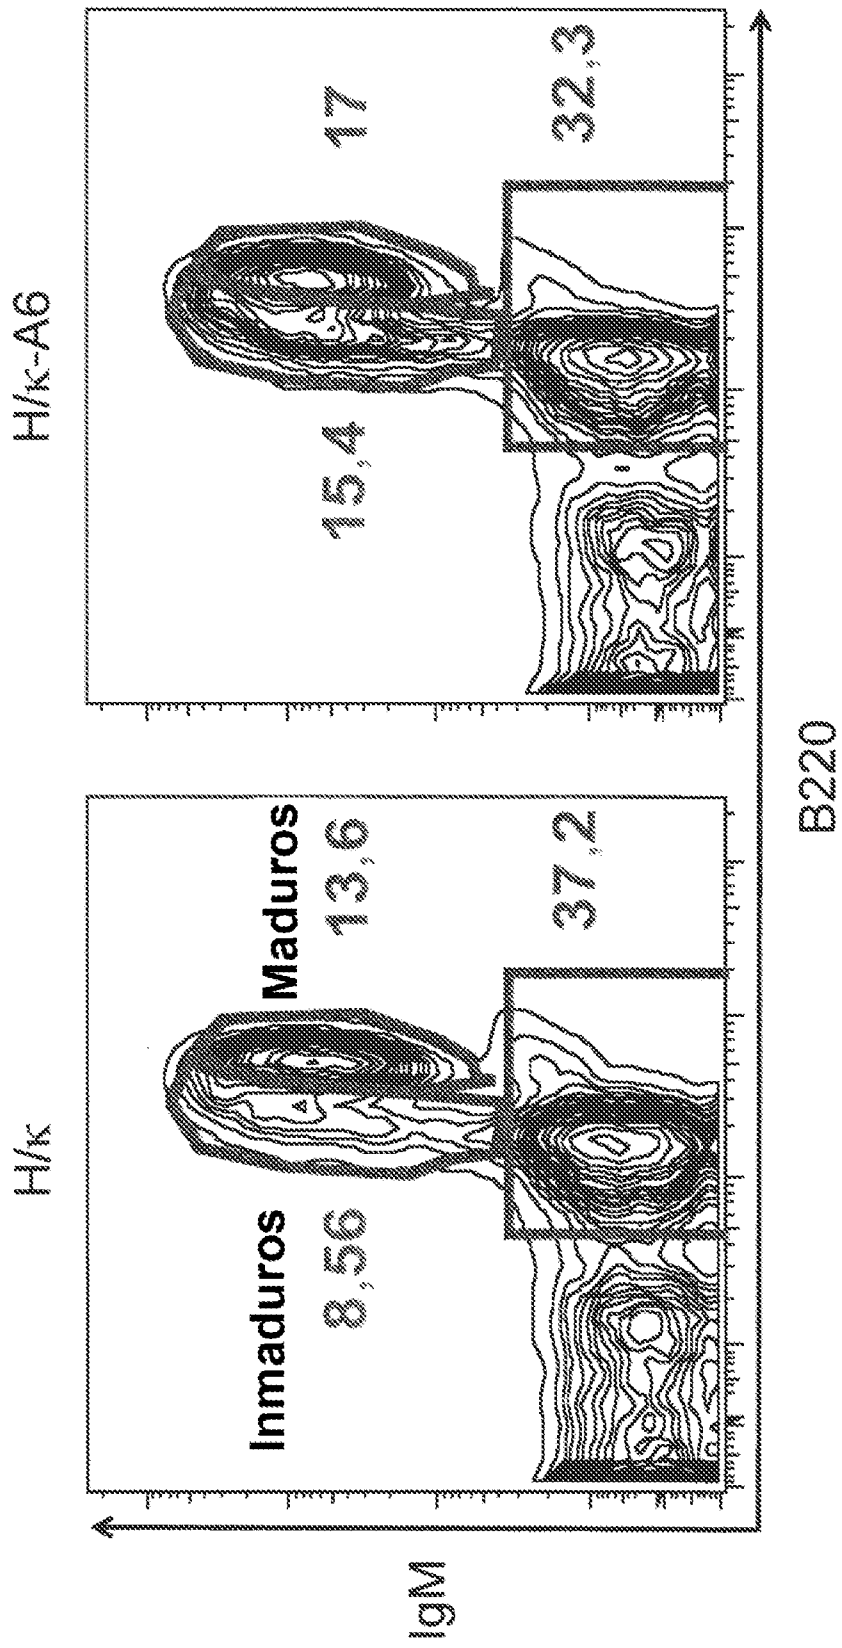 H/κ
H/κ-A6
Inmaduros
Maduros
8,56
13,6
15,4
17
37,2
32,3
IgM
B220